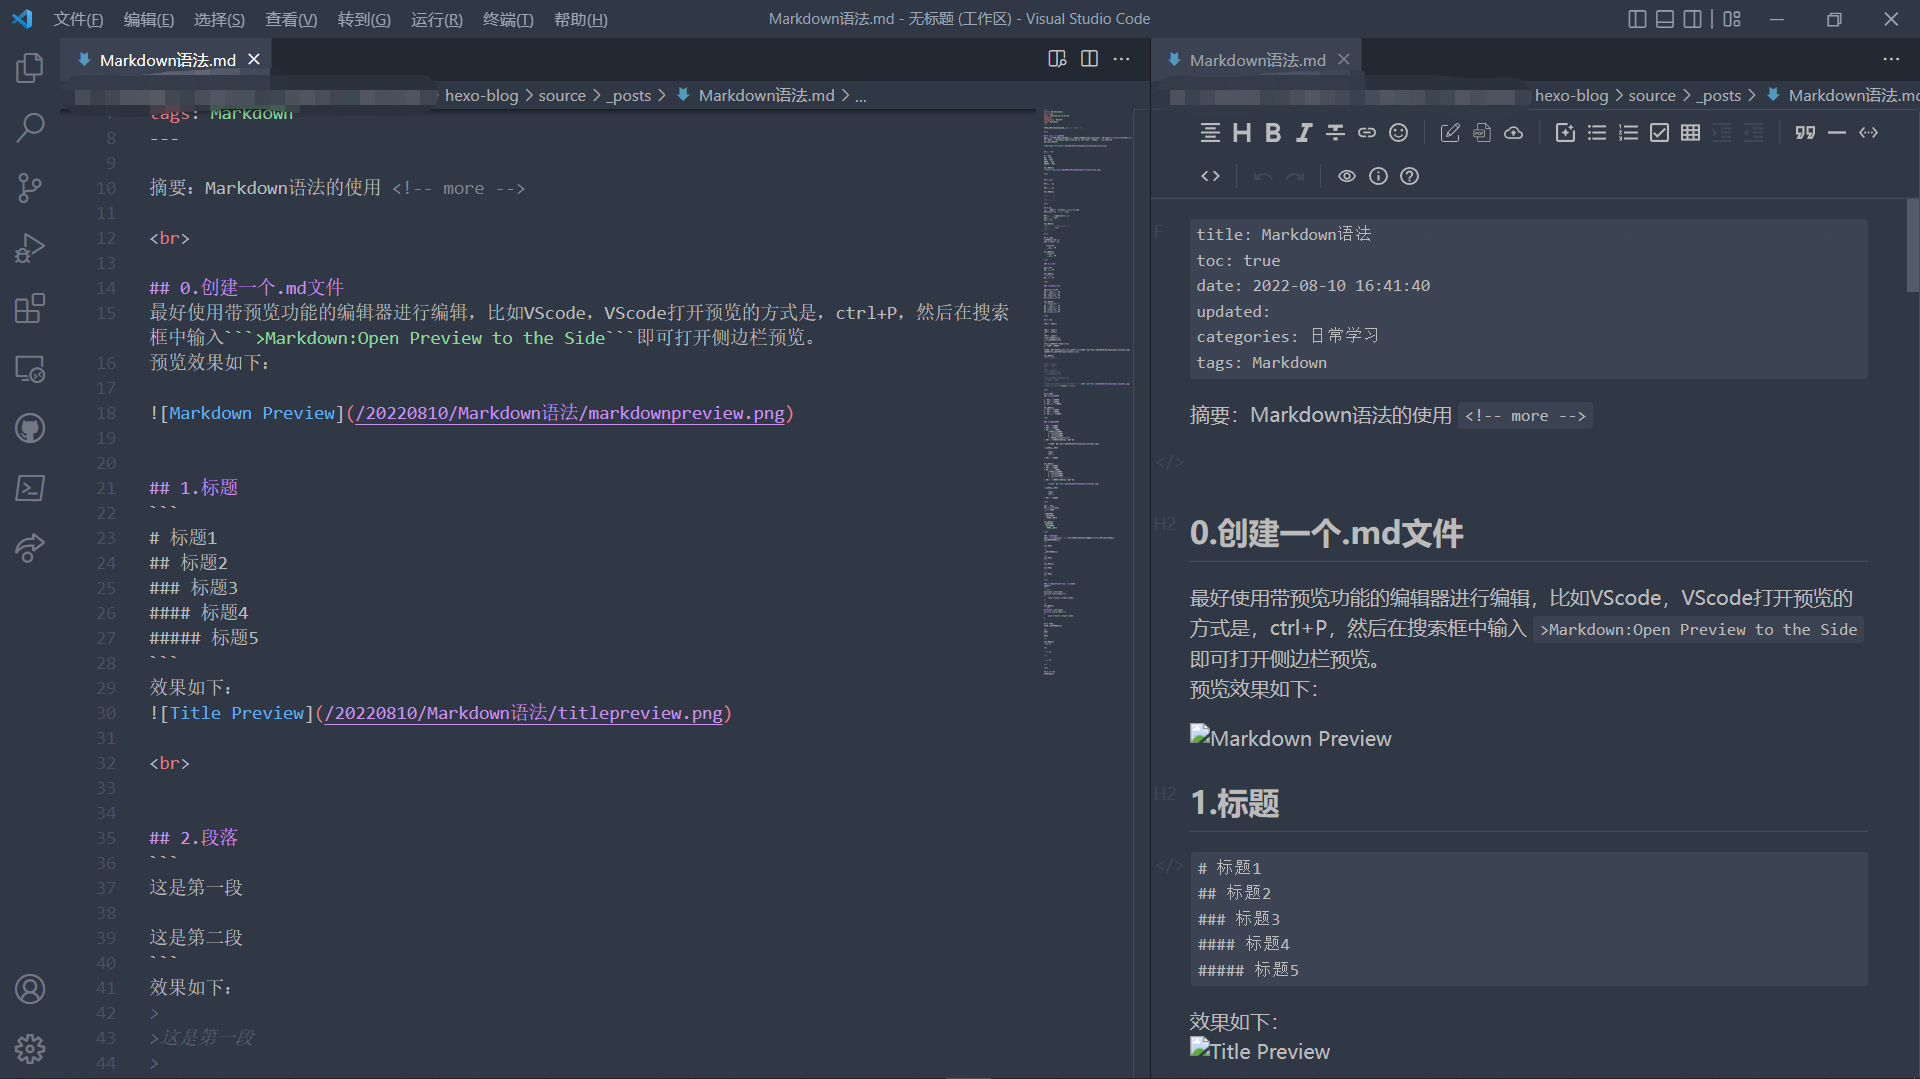 文件(F) 编辑(E) 选择(S) 查看(V) 转到(G) 运行(R) 终端(T) 帮助(H)
Markdown语法.md - 无标题 (工作区) - Visual Studio Code
Markdown语法.md
hexo-blog > source > _posts > Markdown语法.md > ...
tags: Markdown
8 ---
9
10 摘要：Markdown语法的使用 <!-- more -->
11
12 <br>
13
14 ## 0.创建一个.md文件
15 最好使用带预览功能的编辑器进行编辑，比如VScode，VScode打开预览的方式是，ctrl+P，然后在搜索
框中输入```>Markdown:Open Preview to the Side```即可打开侧边栏预览。
16 预览效果如下：
17
18 ![Markdown Preview](/20220810/Markdown语法/markdownpreview.png)
19
20
21 ## 1.标题
22 ```
23 # 标题1
24 ## 标题2
25 ### 标题3
26 #### 标题4
27 ##### 标题5
28 ```
29 效果如下：
30 ![Title Preview](/20220810/Markdown语法/titlepreview.png)
31
32 <br>
33
34
35 ## 2.段落
36 ```
37 这是第一段
38
39 这是第二段
40 ```
41 效果如下：
42 >
43 >这是第一段
44 >
Markdown语法.md
hexo-blog > source > _posts > Markdown语法.md
F
title: Markdown语法
toc: true
date: 2022-08-10 16:41:40
updated:
categories: 日常学习
tags: Markdown
摘要：Markdown语法的使用 <!-- more -->
</>
H2 0.创建一个.md文件
最好使用带预览功能的编辑器进行编辑，比如VScode，VScode打开预览的
方式是，ctrl+P，然后在搜索框中输入 >Markdown:Open Preview to the Side
即可打开侧边栏预览。
预览效果如下：
Markdown Preview
H2 1.标题
</>
# 标题1
## 标题2
### 标题3
#### 标题4
##### 标题5
效果如下：
Title Preview